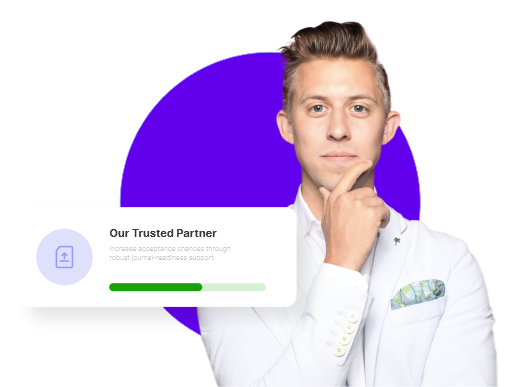 Our Trusted Partner
Increase acceptance chances through
robust journal-readiness support